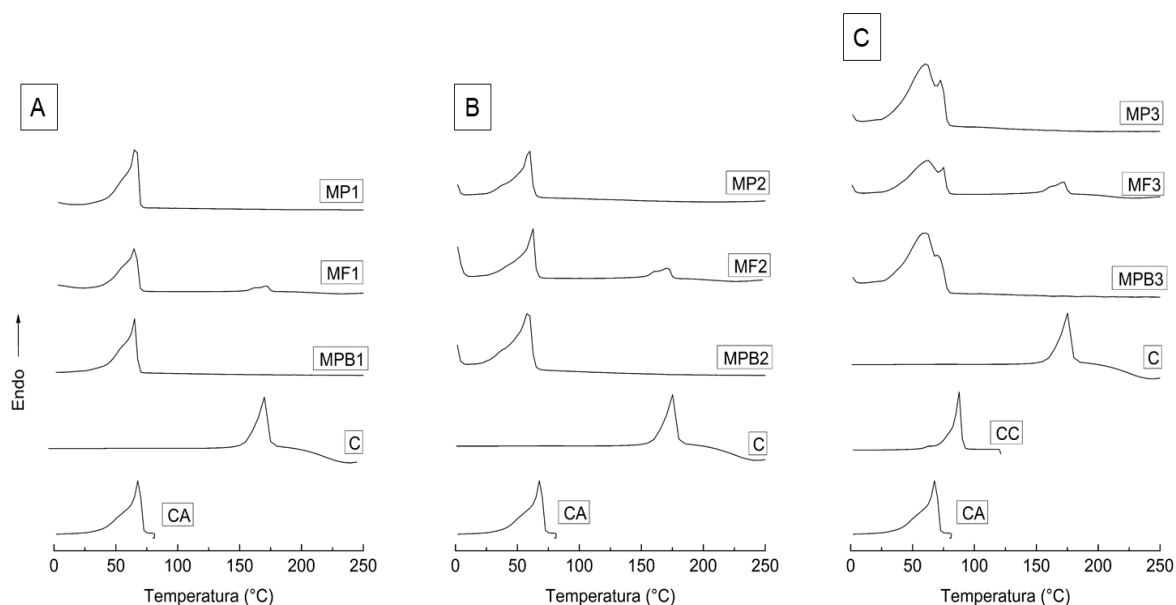 A
MP1
MF1
MPB1
C
CA
Endo
0 50 100 150 200 250
Temperatura (°C)
B
MP2
MF2
MPB2
C
CA
0 50 100 150 200 250
Temperatura (°C)
C
MP3
MF3
MPB3
C
CC
CA
0 50 100 150 200 250
Temperatura (°C)